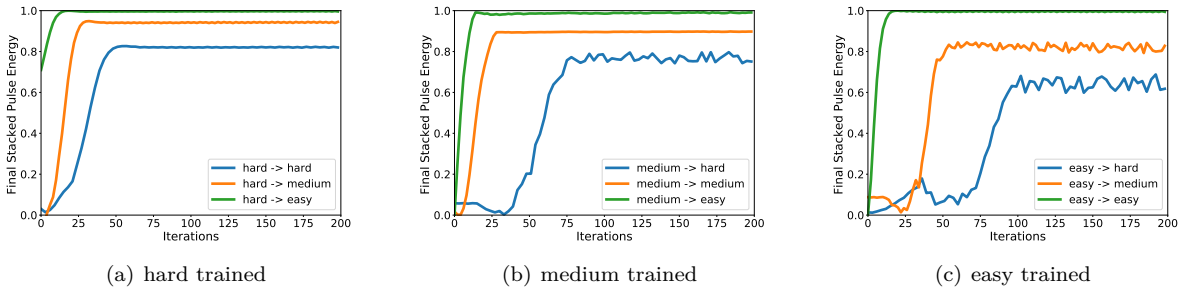 Final Stacked Pulse Energy
1.0
0.8
0.6
0.4
0.2
0.0
hard -> hard
hard -> medium
hard -> easy
0 25 50 75 100 125 150 175 200
Iterations
(a) hard trained
Final Stacked Pulse Energy
1.0
0.8
0.6
0.4
0.2
0.0
medium -> hard
medium -> medium
medium -> easy
0 25 50 75 100 125 150 175 200
Iterations
(b) medium trained
Final Stacked Pulse Energy
1.0
0.8
0.6
0.4
0.2
0.0
easy -> hard
easy -> medium
easy -> easy
0 25 50 75 100 125 150 175 200
Iterations
(c) easy trained